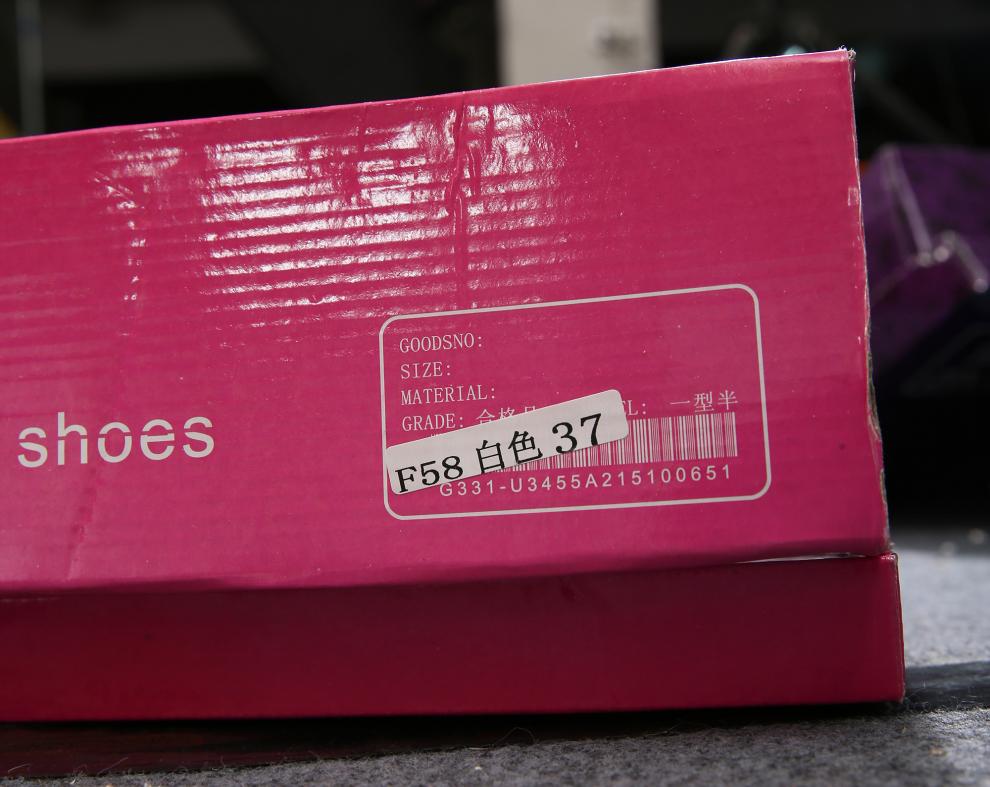 shoes
GOODSNO:
SIZE:
MATERIAL:
GRADE: 合格 一型半
F58 白色 37
G331-U3455A215100651